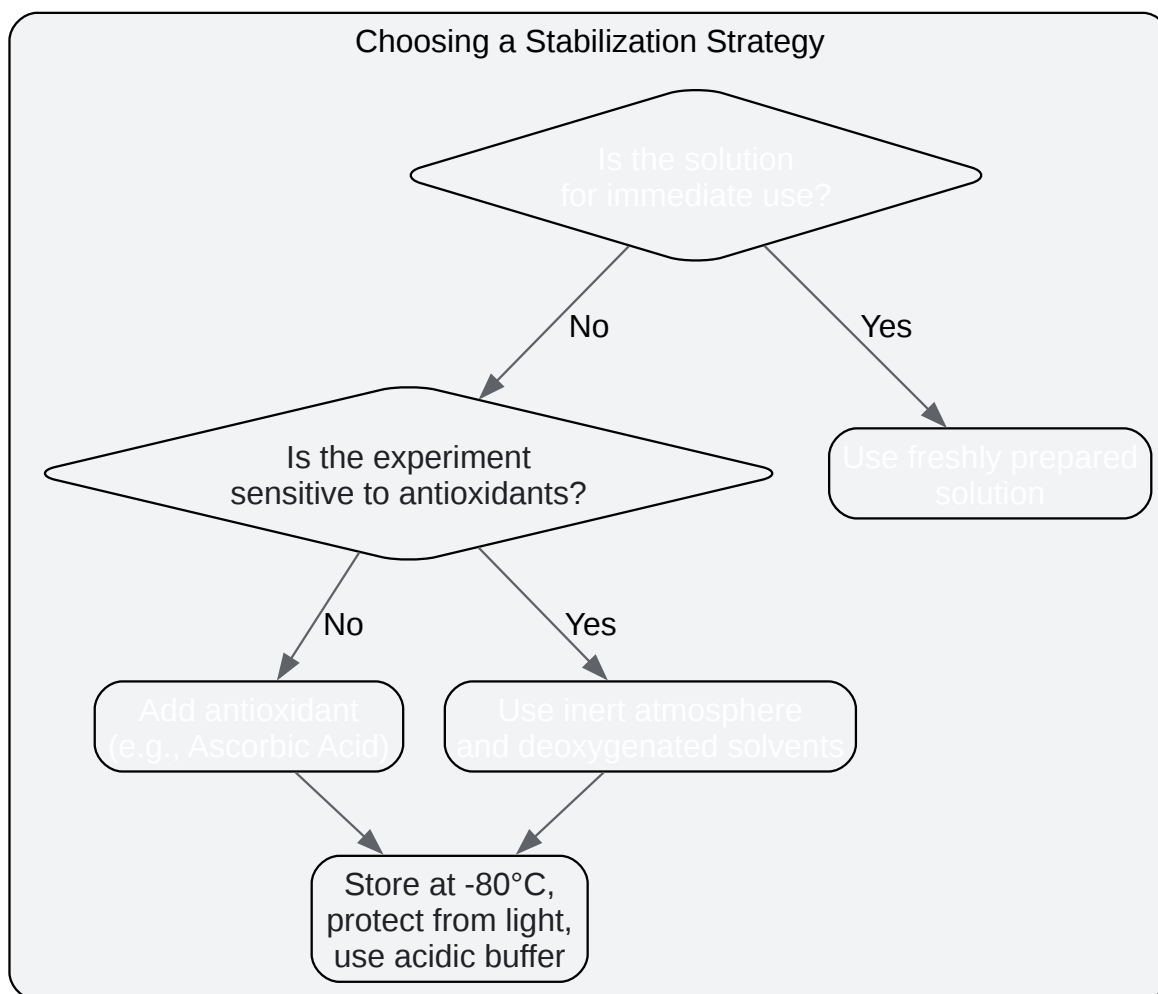 Choosing a Stabilization Strategy
Is the solution
for immediate use?
No
Yes
Is the experiment
sensitive to antioxidants?
Use freshly prepared
solution
No
Yes
Add antioxidant
(e.g., Ascorbic Acid)
Use inert atmosphere
and deoxygenated solvents
Store at -80°C,
protect from light,
use acidic buffer